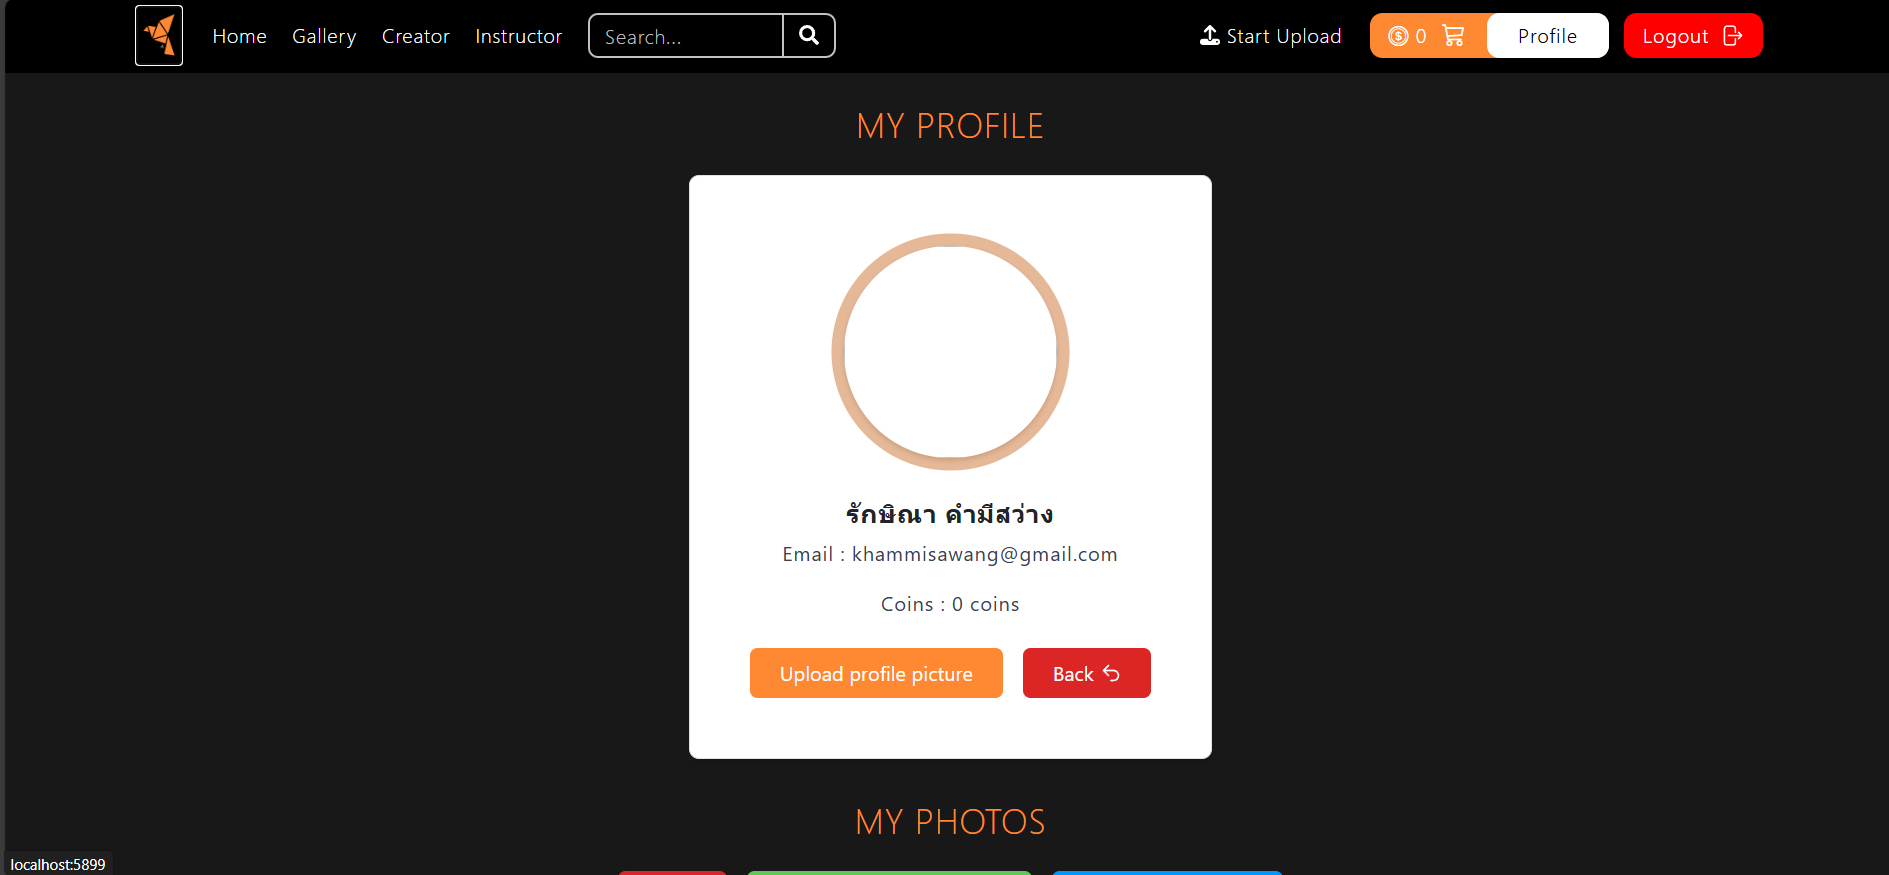 Home Gallery Creator Instructor Search... Start Upload 0 Profile Logout
MY PROFILE
รักษิณา คำมีสว่าง
Email : khammisawang@gmail.com
Coins : 0 coins
Upload profile picture Back
MY PHOTOS
localhost:5899